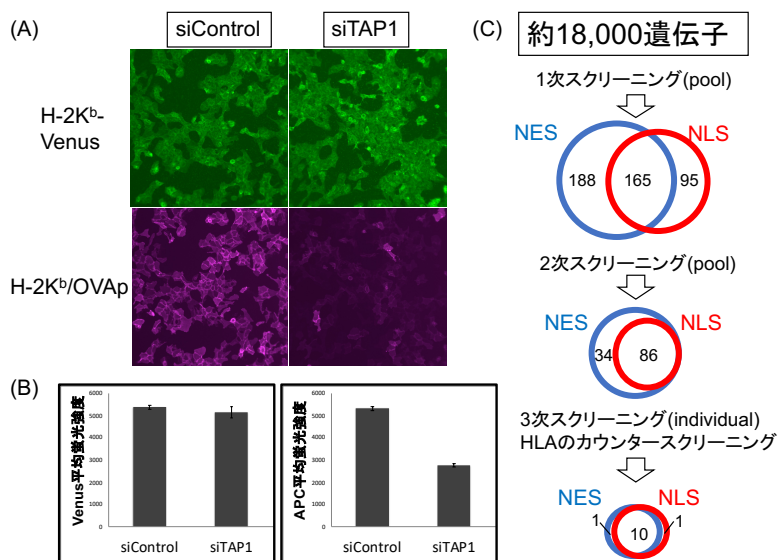 (A)
siControl
siTAP1
H-2Kᵇ-
Venus
H-2Kᵇ/OVAp
(B)
Venus平均蛍光強度
6000
5000
4000
3000
2000
1000
0
siControl
siTAP1
APC平均蛍光強度
6000
5000
4000
3000
2000
1000
0
siControl
siTAP1
(C)
約18,000遺伝子
1次スクリーニング(pool)
NES
NLS
188
165
95
2次スクリーニング(pool)
NES
NLS
34
86
3次スクリーニング(individual)
HLAのカウンタースクリーニング
NES
NLS
1
10
1